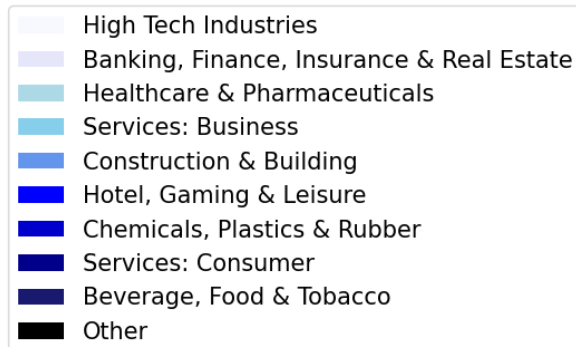 High Tech Industries
Banking, Finance, Insurance & Real Estate
Healthcare & Pharmaceuticals
Services: Business
Construction & Building
Hotel, Gaming & Leisure
Chemicals, Plastics & Rubber
Services: Consumer
Beverage, Food & Tobacco
Other